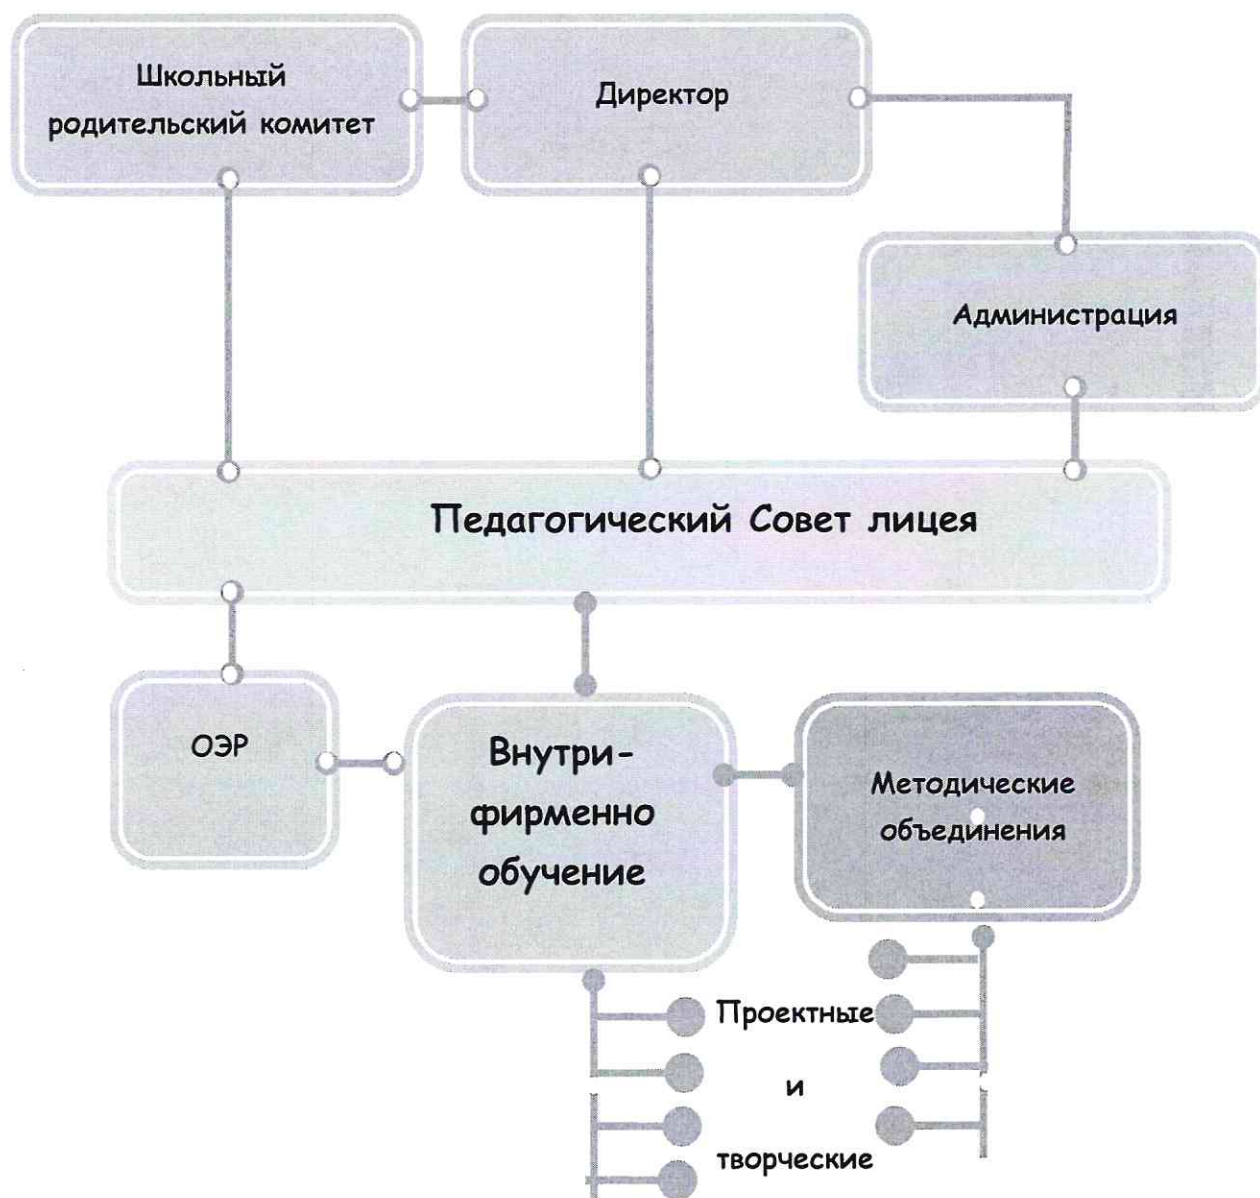 Школьный
родительский комитет
Директор
Администрация
Педагогический Совет лицея
ОЭР
Внутри-
фирменно
обучение
Методические
объединения
Проектные
и
творческие